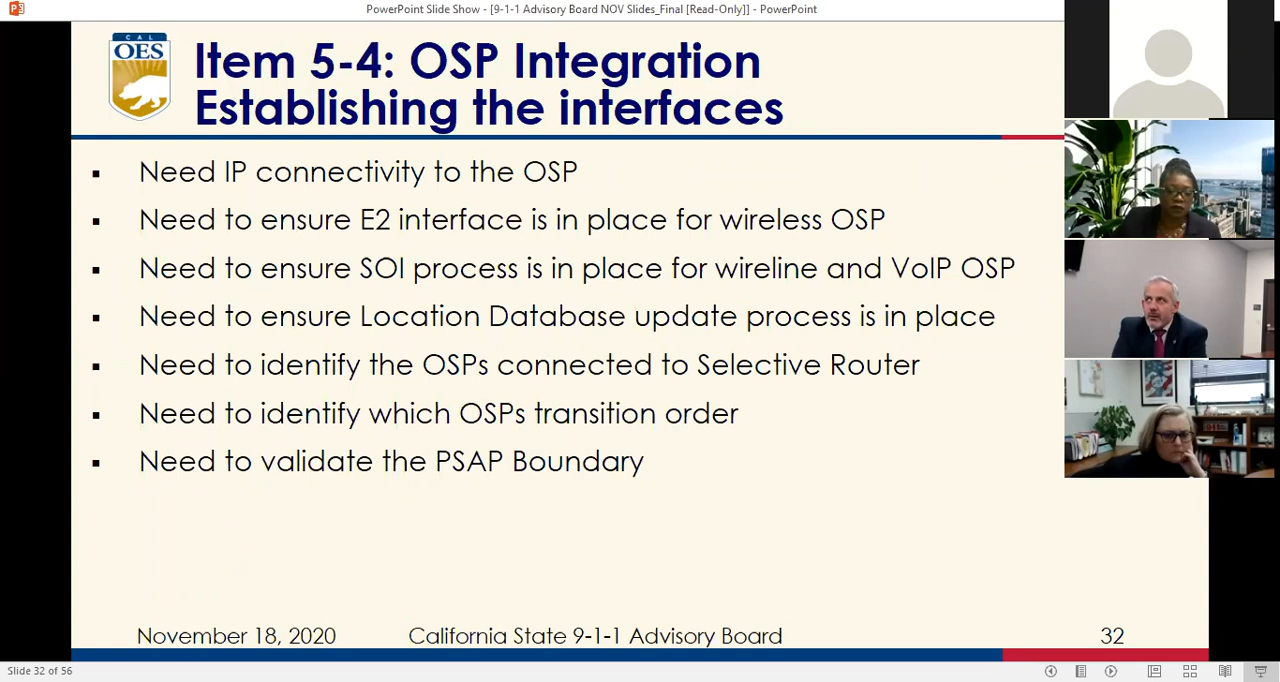 PowerPoint Slide Show - [9-1-1 Advisory Board NOV Slides_Final [Read-Only]] - PowerPoint
CAL
OES
Item 5-4: OSP Integration
Establishing the interfaces
▪ Need IP connectivity to the OSP
▪ Need to ensure E2 interface is in place for wireless OSP
▪ Need to ensure SOI process is in place for wireline and VoIP OSP
▪ Need to ensure Location Database update process is in place
▪ Need to identify the OSPs connected to Selective Router
▪ Need to identify which OSPs transition order
▪ Need to validate the PSAP Boundary
November 18, 2020 California State 9-1-1 Advisory Board 32
Slide 32 of 56